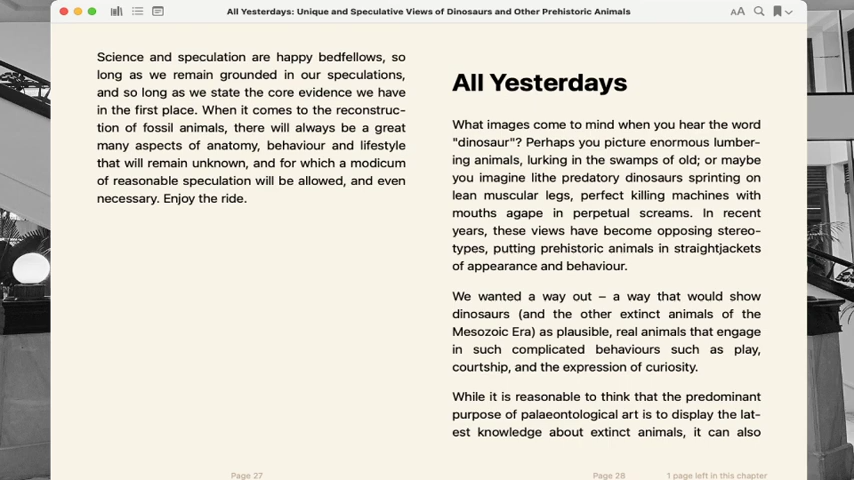 All Yesterdays: Unique and Speculative Views of Dinosaurs and Other Prehistoric Animals
AA
Science and speculation are happy bedfellows, so
long as we remain grounded in our speculations,
and so long as we state the core evidence we have
in the first place. When it comes to the reconstruc-
tion of fossil animals, there will always be a great
many aspects of anatomy, behaviour and lifestyle
that will remain unknown, and for which a modicum
of reasonable speculation will be allowed, and even
necessary. Enjoy the ride.
Page 27
All Yesterdays
What images come to mind when you hear the word
"dinosaur"? Perhaps you picture enormous lumber-
ing animals, lurking in the swamps of old; or maybe
you imagine lithe predatory dinosaurs sprinting on
lean muscular legs, perfect killing machines with
mouths agape in perpetual screams. In recent
years, these views have become opposing stereo-
types, putting prehistoric animals in straightjackets
of appearance and behaviour.
We wanted a way out – a way that would show
dinosaurs (and the other extinct animals of the
Mesozoic Era) as plausible, real animals that engage
in such complicated behaviours such as play,
courtship, and the expression of curiosity.
While it is reasonable to think that the predominant
purpose of palaeontological art is to display the lat-
est knowledge about extinct animals, it can also
Page 28
1 page left in this chapter